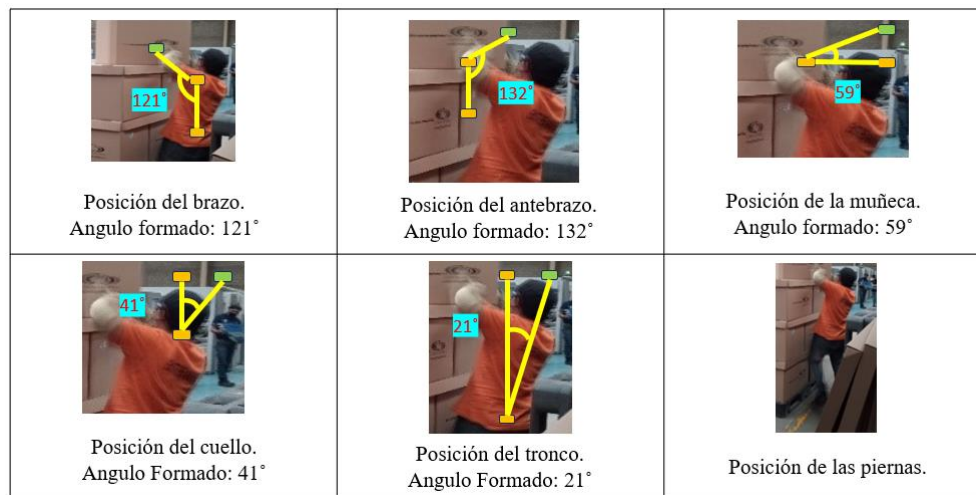 121°
132°
59°
Posición del brazo.
Angulo formado: 121°
Posición del antebrazo.
Angulo formado: 132°
Posición de la muñeca.
Angulo formado: 59°
41°
21°
Posición del cuello.
Angulo Formado: 41°
Posición del tronco.
Angulo Formado: 21°
Posición de las piernas.